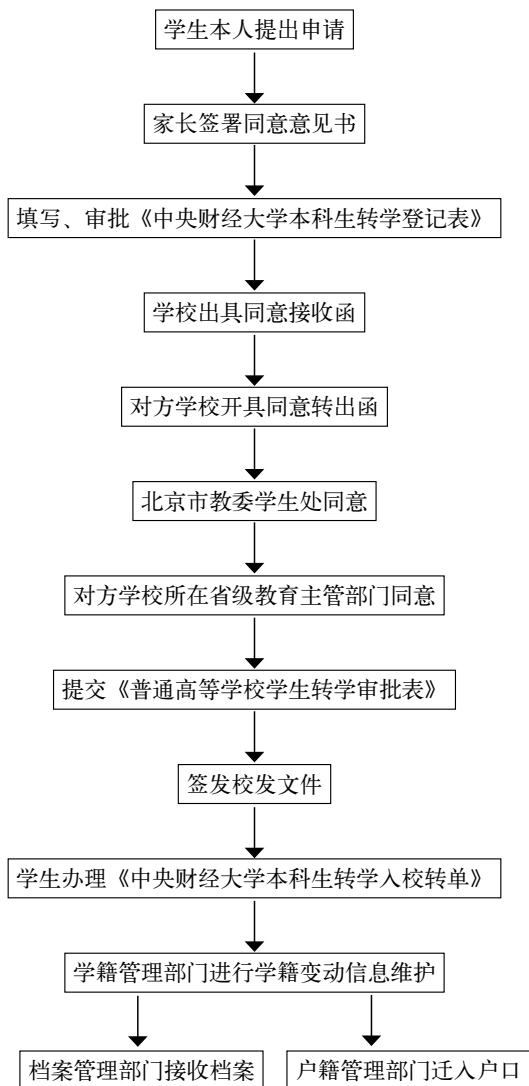 学生本人提出申请
家长签署同意意见书
填写、审批《中央财经大学本科生转学登记表》
学校出具同意接收函
对方学校开具同意转出函
北京市教委学生处同意
对方学校所在省级教育主管部门同意
提交《普通高等学校学生转学审批表》
签发校发文件
学生办理《中央财经大学本科生转学入校转单》
学籍管理部门进行学籍变动信息维护
档案管理部门接收档案
户籍管理部门迁入户口